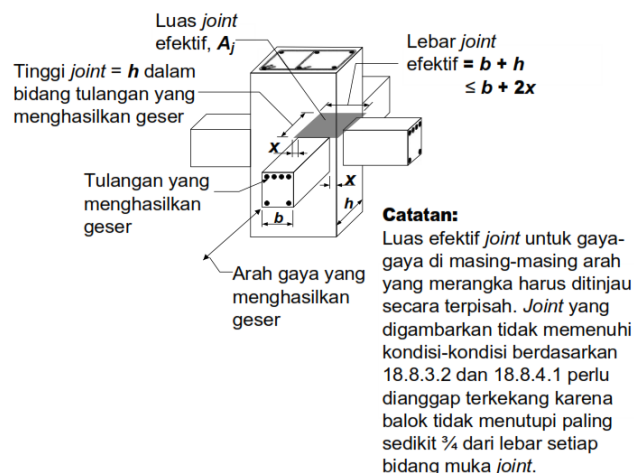 Luas joint
efektif, Aj
Lebar joint
efektif = b + h
≤ b + 2x
Tinggi joint = h dalam
bidang tulangan yang
menghasilkan geser
x
x
h
b
Tulangan yang
menghasilkan
geser
Arah gaya yang
menghasilkan
geser
Catatan:
Luas efektif joint untuk gaya-
gaya di masing-masing arah
yang merangka harus ditinjau
secara terpisah. Joint yang
digambarkan tidak memenuhi
kondisi-kondisi berdasarkan
18.8.3.2 dan 18.8.4.1 perlu
dianggap terkekang karena
balok tidak menutupi paling
sedikit ¾ dari lebar setiap
bidang muka joint.